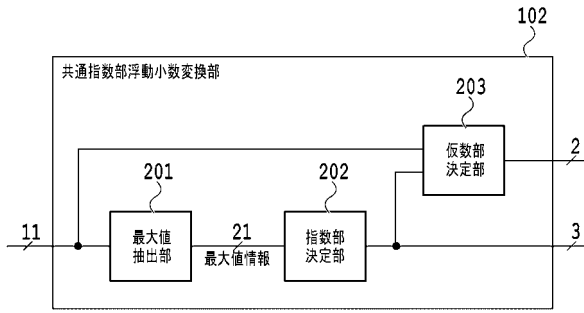 102
共通指数部浮動小数変換部
203
仮数部
決定部
2
201
202
11
最大値
抽出部
21
最大値情報
指数部
決定部
3